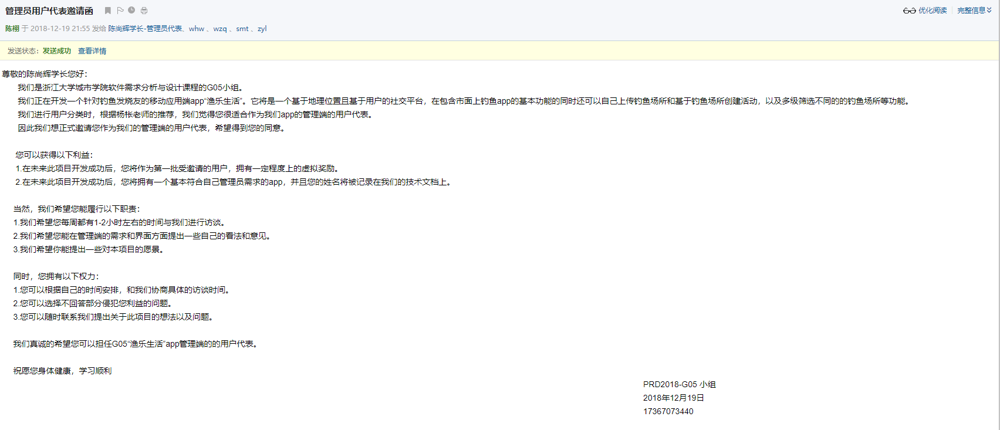 管理员用户代表邀请函
优化阅读 完整信息
陈栩 于 2018-12-19 21:55 发给 陈尚辉学长-管理员代表、whw 、wzq 、smt 、zyl
发送状态：发送成功 查看详情
尊敬的陈尚辉学长您好：
我们是浙江大学城市学院软件需求分析与设计课程的G05小组。
我们正在开发一个针对钓鱼发烧友的移动应用端app“渔乐生活”。它将是一个基于地理位置且基于用户的社交平台，在包含市面上钓鱼app的基本功能的同时还可以自己上传钓鱼场所和基于钓鱼场所创建活动，以及多级筛选不同的的钓鱼场所等功能。
我们进行用户分类时，根据杨枨老师的推荐，我们觉得您很适合作为我们app的管理端的用户代表。
因此我们想正式邀请您作为我们的管理端的用户代表，希望得到您的同意。
您可以获得以下利益：
1.在未来此项目开发成功后，您将作为第一批受邀请的用户，拥有一定程度上的虚拟奖励。
2.在未来此项目开发成功后，您将拥有一个基本符合自己管理员需求的app，并且您的姓名将被记录在我们的技术文档上。
当然，我们希望您能履行以下职责：
1.我们希望您每周都有1-2小时左右的时间与我们进行访谈。
2.我们希望您能在管理端的需求和界面方面提出一些自己的看法和意见。
3.我们希望你能提出一些对本项目的愿景。
同时，您拥有以下权力：
1.您可以根据自己的时间安排，和我们协商具体的访谈时间。
2.您可以选择不回答部分侵犯您利益的问题。
3.您可以随时联系我们提出关于此项目的想法以及问题。
我们真诚的希望您可以担任G05“渔乐生活”app管理端的的用户代表。
祝愿您身体健康，学习顺利
PRD2018-G05 小组
2018年12月19日
17367073440